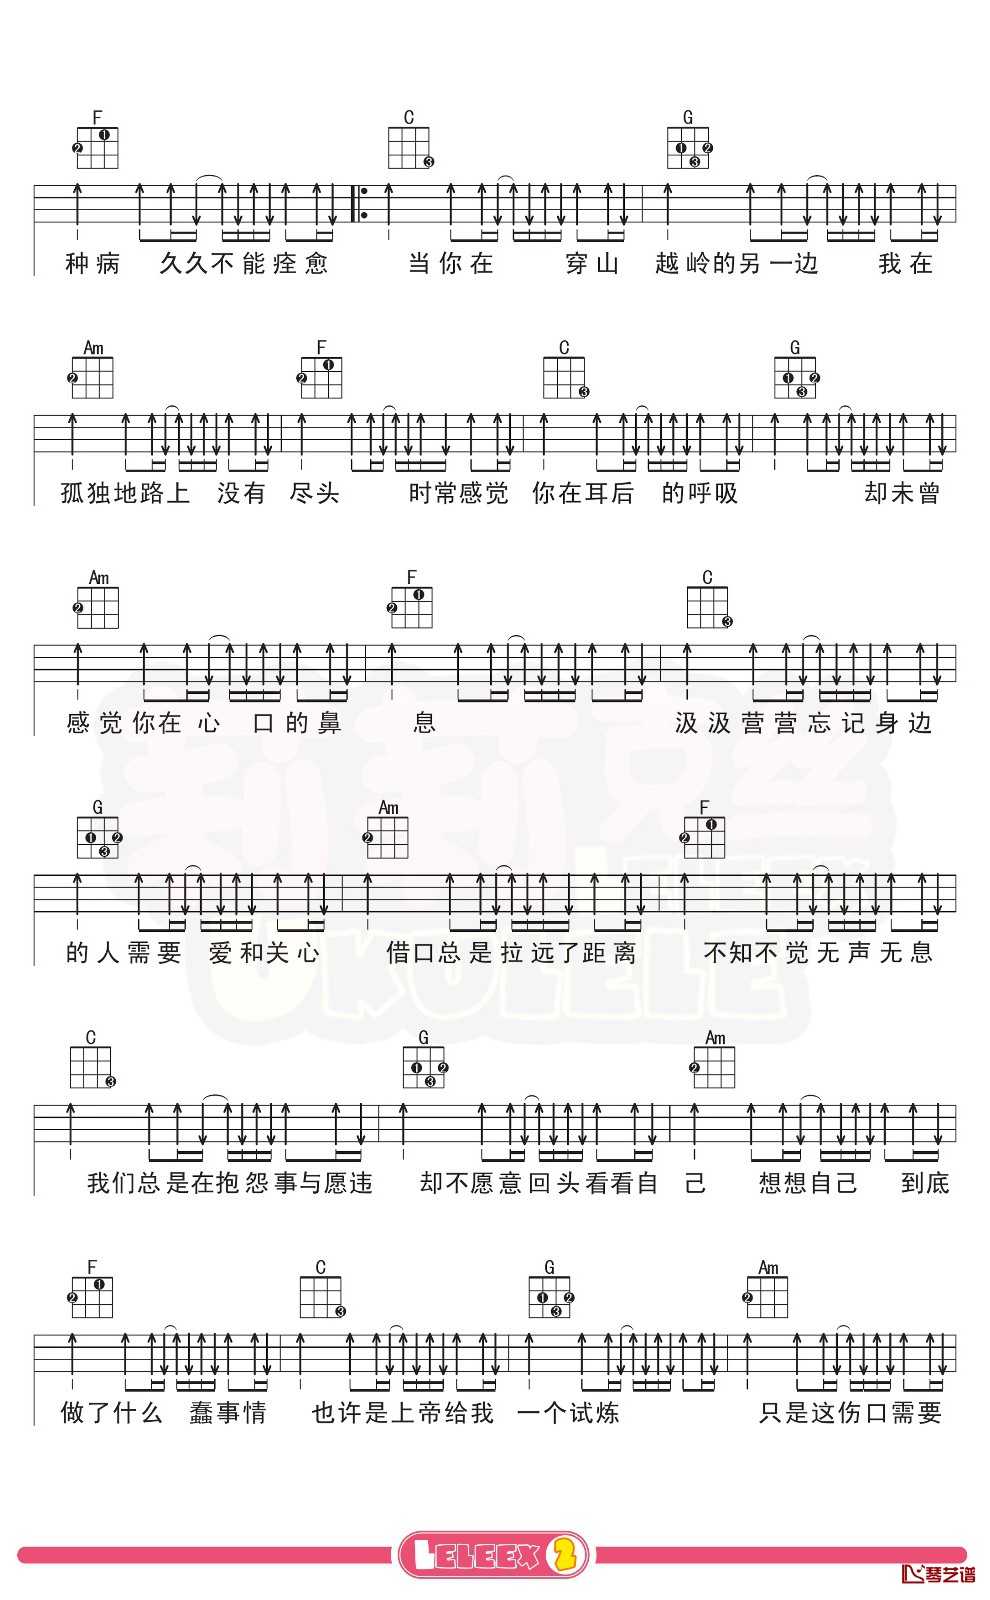 F C G
种病 久久不能痊愈 当你在 穿山 越岭的另一边 我在
Am F C G
孤独地路上 没有 尽头 时常感觉 你在耳后 的呼吸 却未曾
Am F C
感觉你在心 口的鼻 息 汲汲营营忘记身边
G Am F
的人需要 爱和关心 借口总是拉远了距离 不知不觉无声无息
C G Am
我们总是在抱怨事与愿违 却不愿意回头看看自 己 想想自己 到底
F C G Am
做了什么 蠢事情 也许是上帝给我 一个试炼 只是这伤口需要
LELEEX 2
琴艺谱
UKULELE